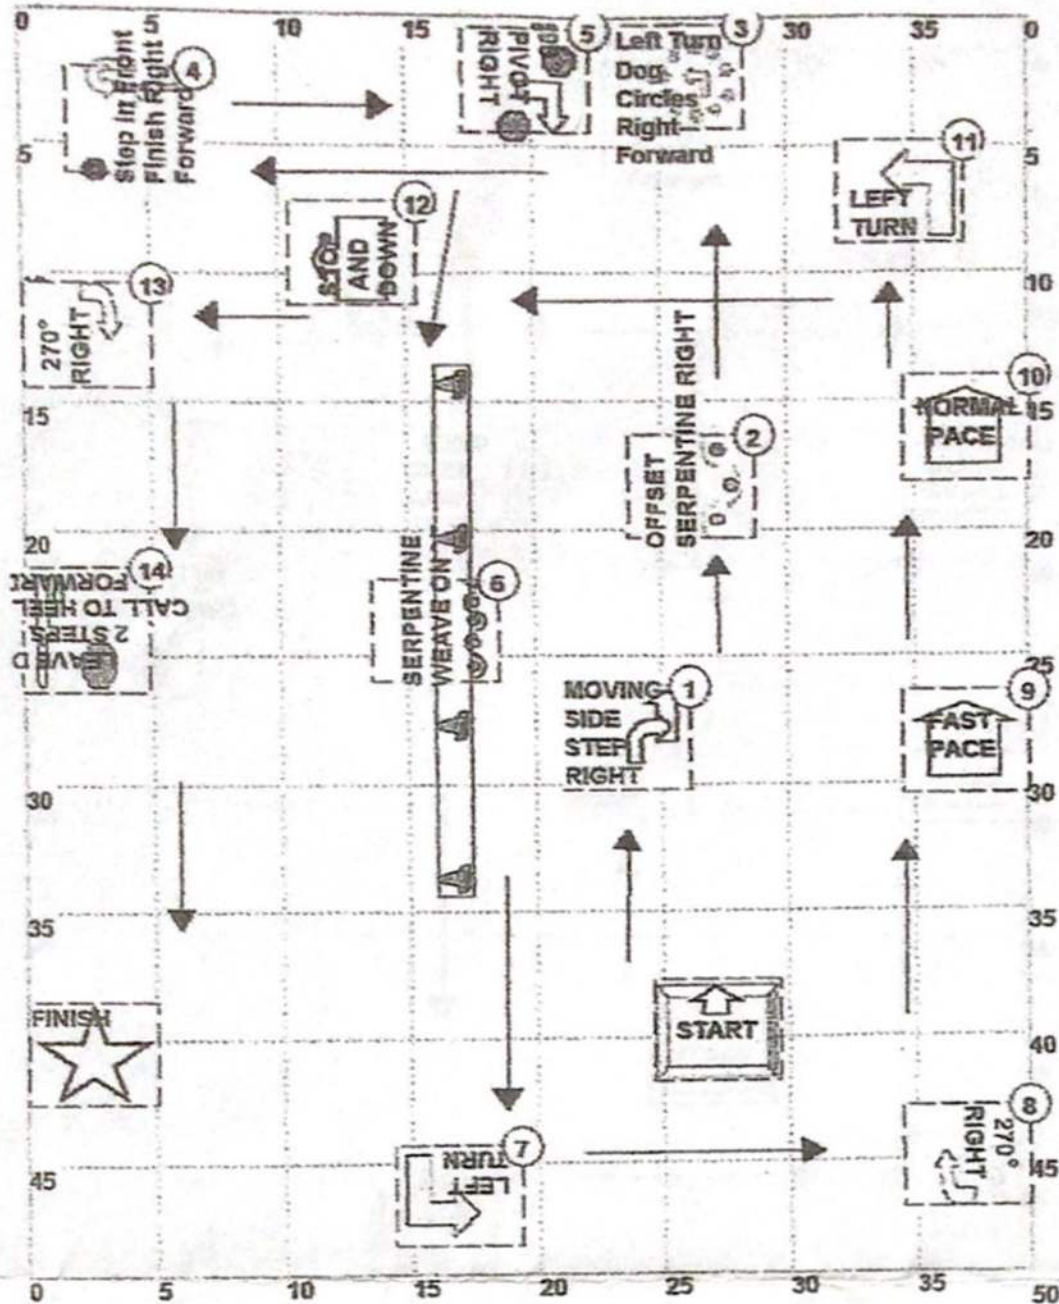 0 5 10 15 20 25 30 35 0
4
Stop in Front
Finish Right
Forward
5
PIVOT
RIGHT
3
Left Turn
Dog
Circles
Right
Forward
5
5
11
LEFT
TURN
12
STOP
AND
DOWN
13
270°
RIGHT
10
10
10
NORMAL
PACE
15
15
2
OFFSET
SERPENTINE RIGHT
20
20
14
2 STEPS
CALL TO HEEL
FORWARD
6
SERPENTINE
WEAVE ON
25
1
MOVING
SIDE
STEP
RIGHT
9
FAST
PACE
30
30
35
35
START
FINISH
40
8
270°
RIGHT
7
LEFT
TURN
45
45
0 5 10 15 20 25 30 35 50